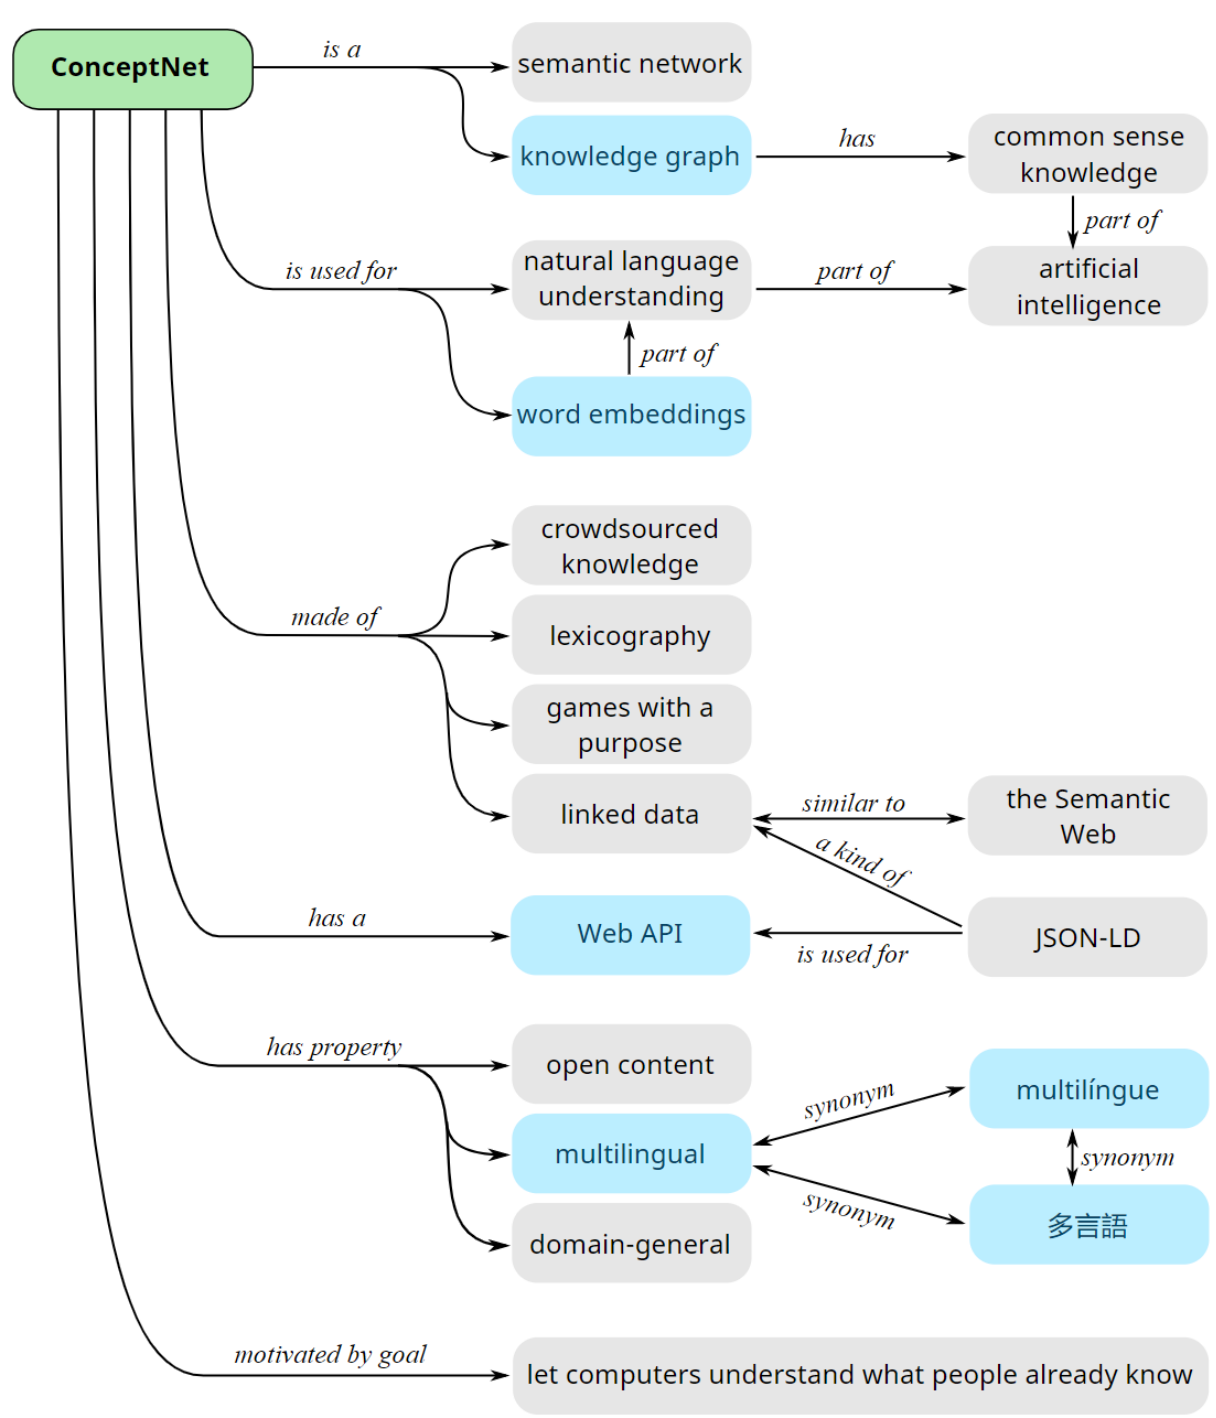 ConceptNet
is a
semantic network
knowledge graph
has
common sense
knowledge
part of
is used for
natural language
understanding
part of
artificial
intelligence
part of
word embeddings
made of
crowdsourced
knowledge
lexicography
games with a
purpose
linked data
similar to
the Semantic
Web
a kind of
has a
Web API
is used for
JSON-LD
has property
open content
multilingual
synonym
multilíngue
synonym
synonym
多言語
domain-general
motivated by goal
let computers understand what people already know